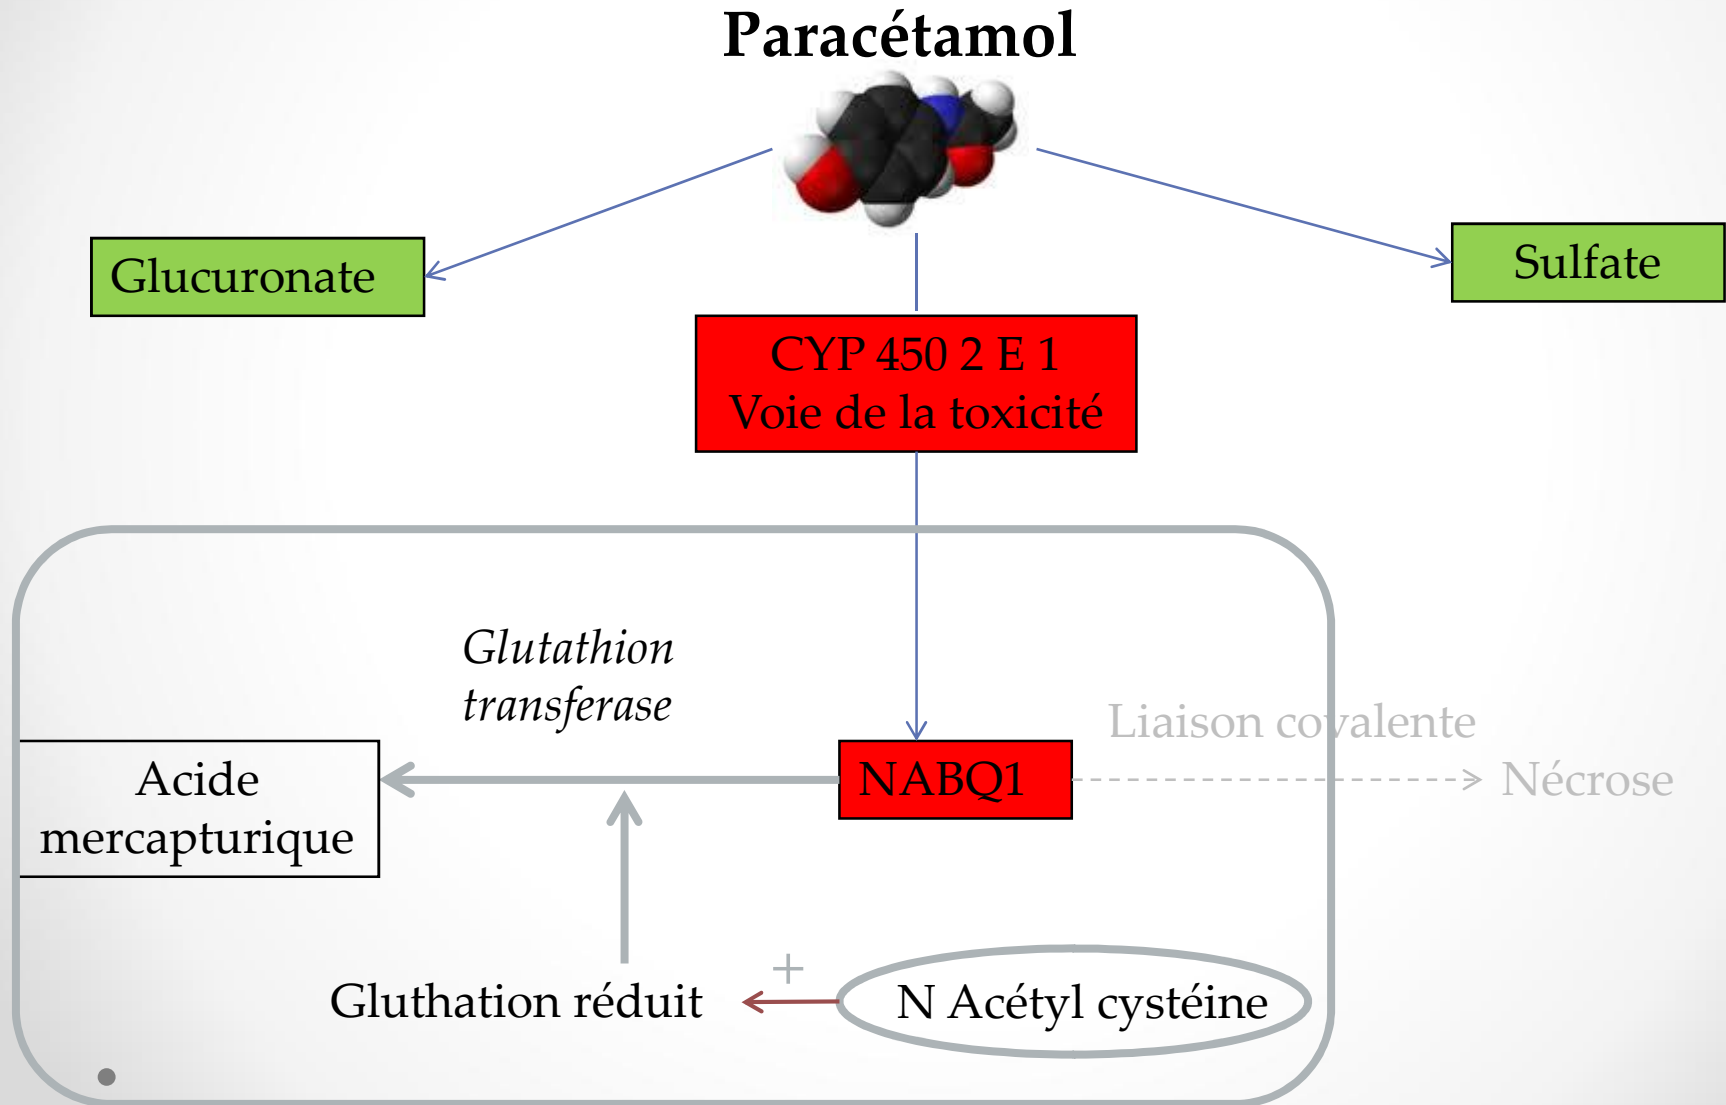 Paracétamol
Glucuronate
Sulfate
CYP 450 2 E 1
Voie de la toxicité
Glutathion
transferase
Liaison covalente
Acide
mercapturique
NABQ1
Nécrose
+
Gluthation réduit
N Acétyl cystéine